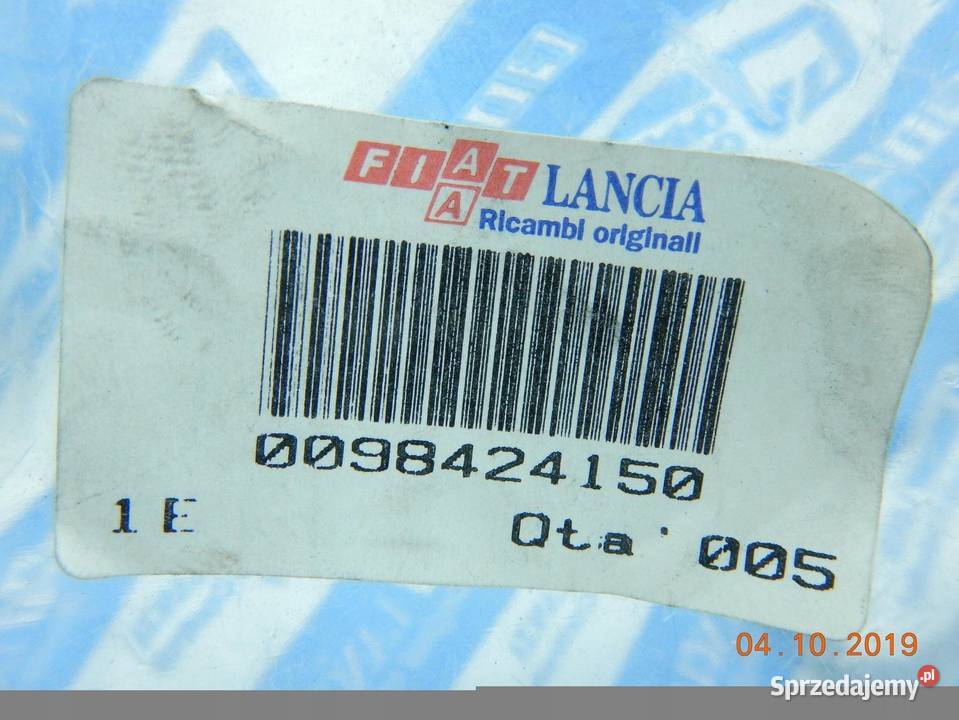 FIAT LANCIA
A
Ricambi originali
0098424150
1 E
Qta' 005
04.10.2019
Sprzedajemy.pl